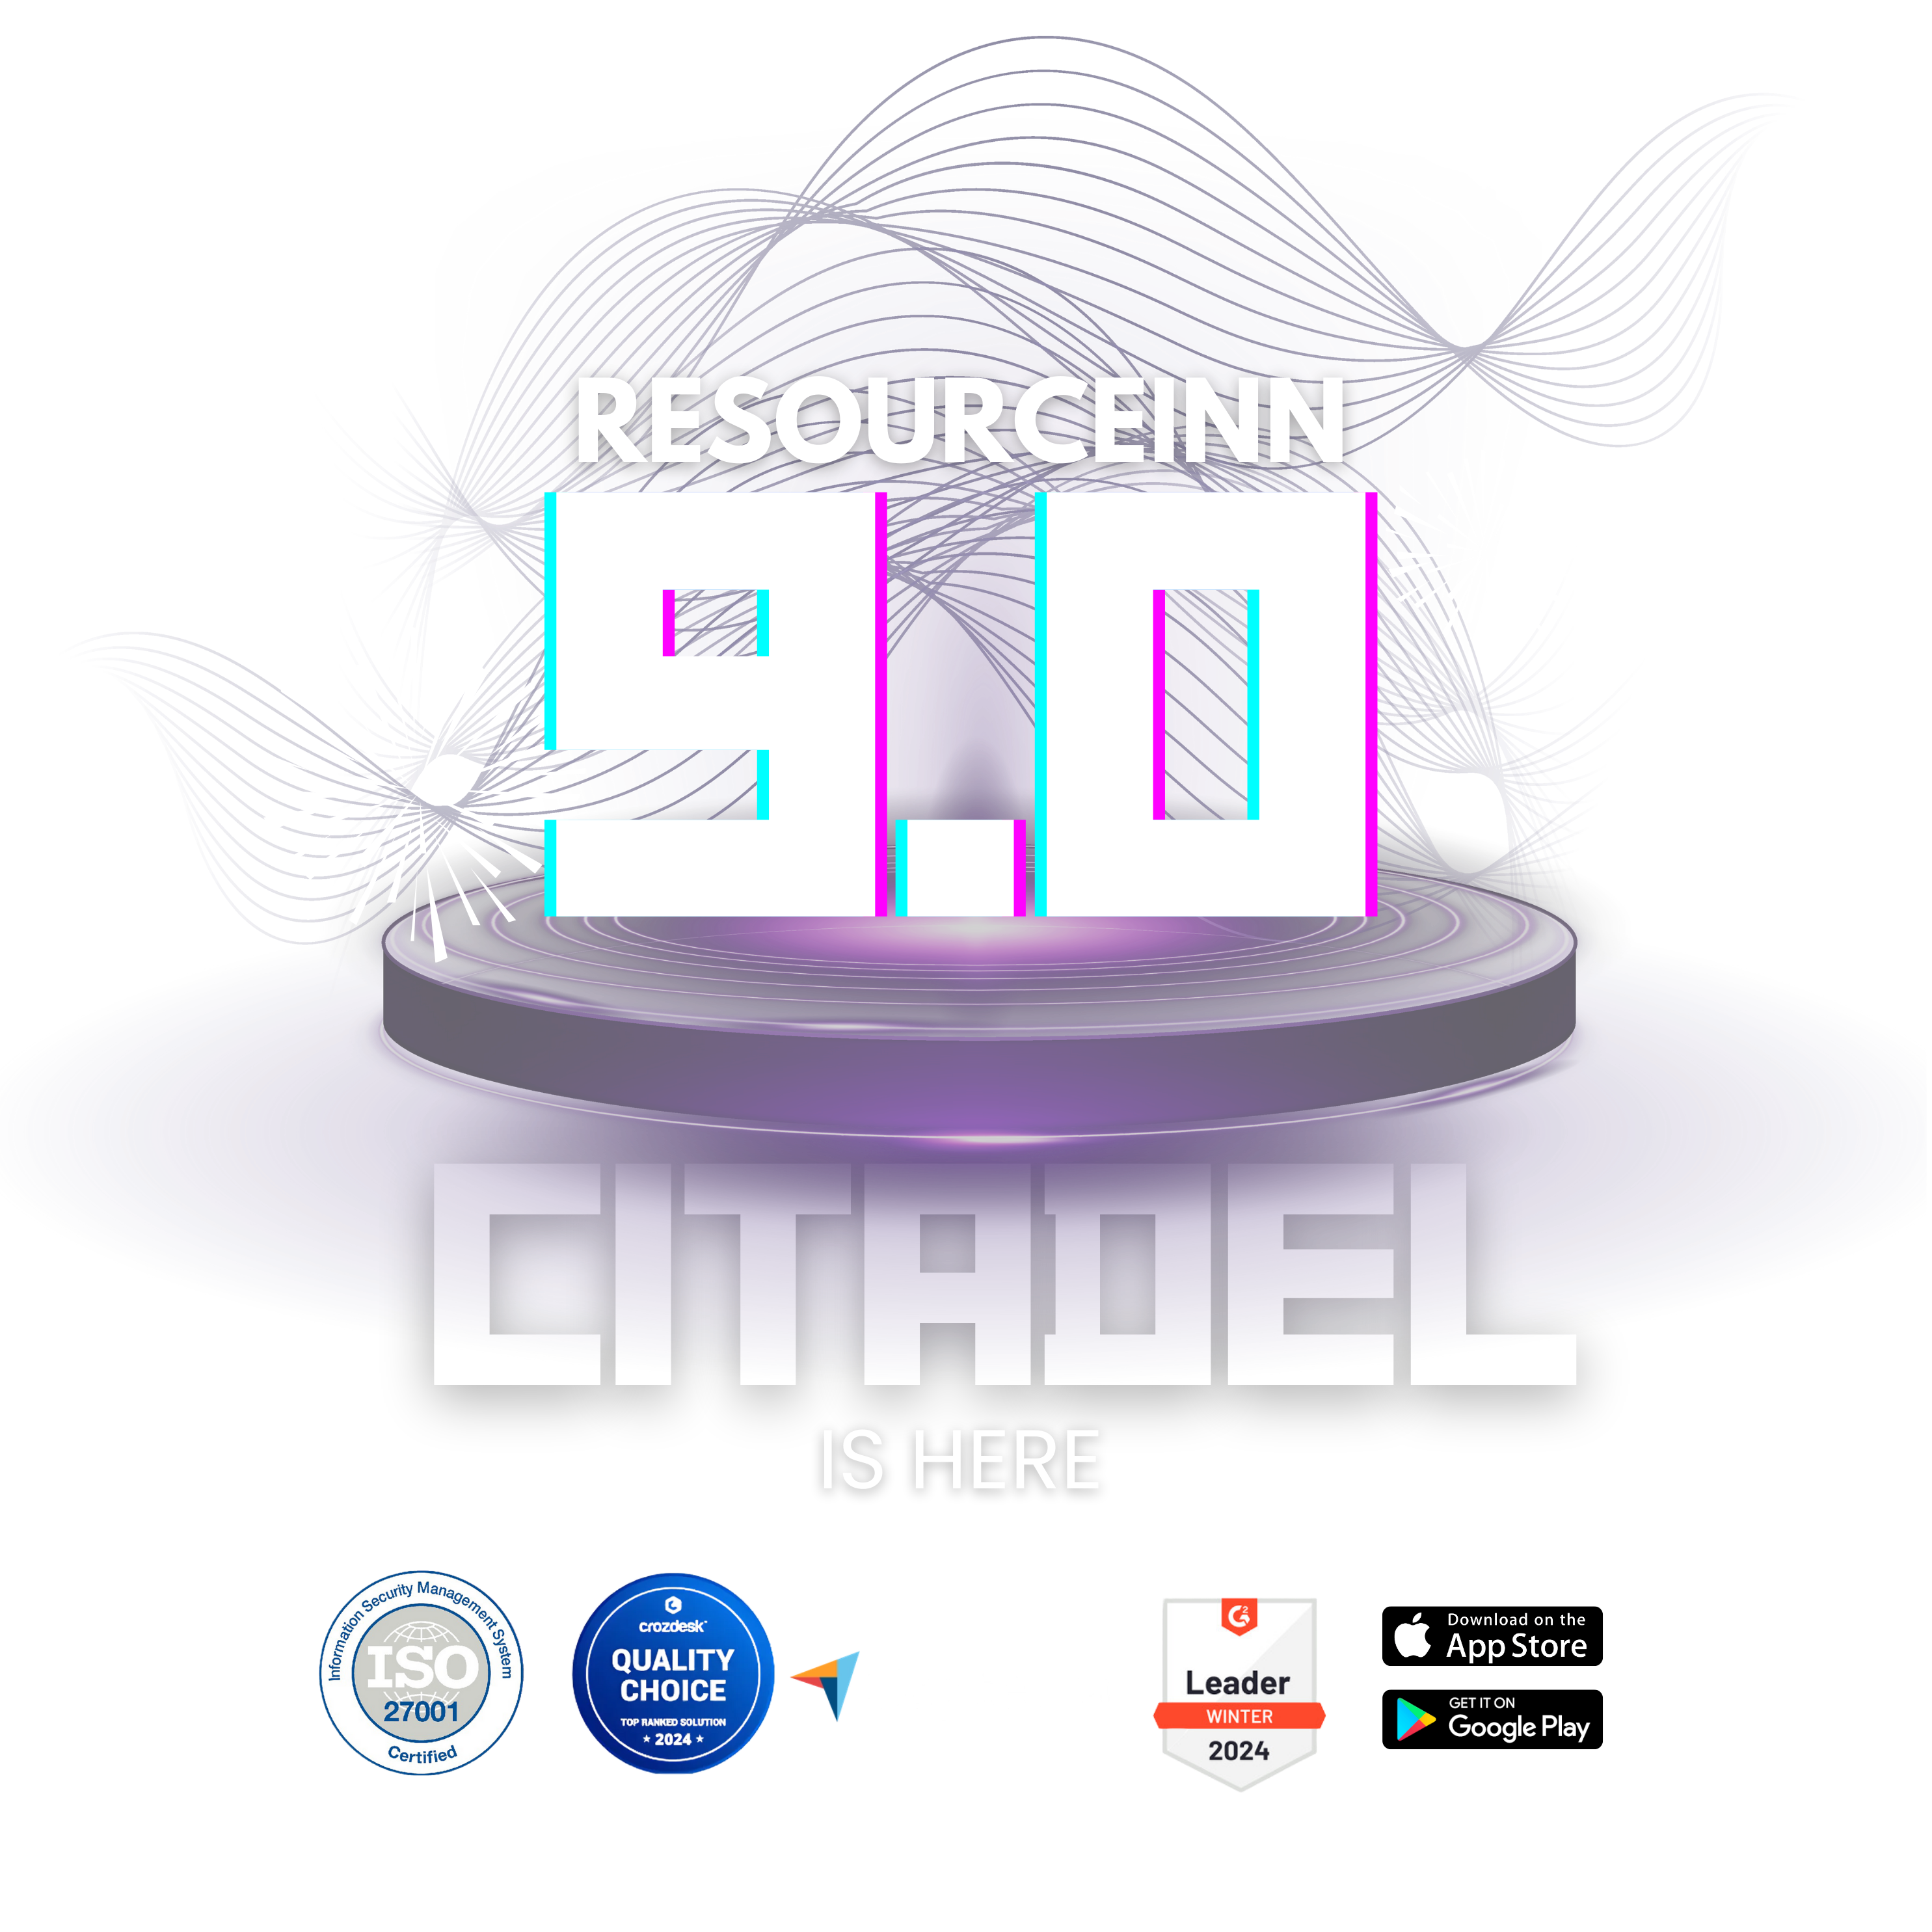 RESOURCEINN
9.0
CITADEL
IS HERE
Information Security Management System
ISO
27001
Certified
crozdesk
QUALITY
CHOICE
TOP RANKED SOLUTION
★ 2024 ★
G2
Leader
WINTER
2024
Download on the
App Store
GET IT ON
Google Play